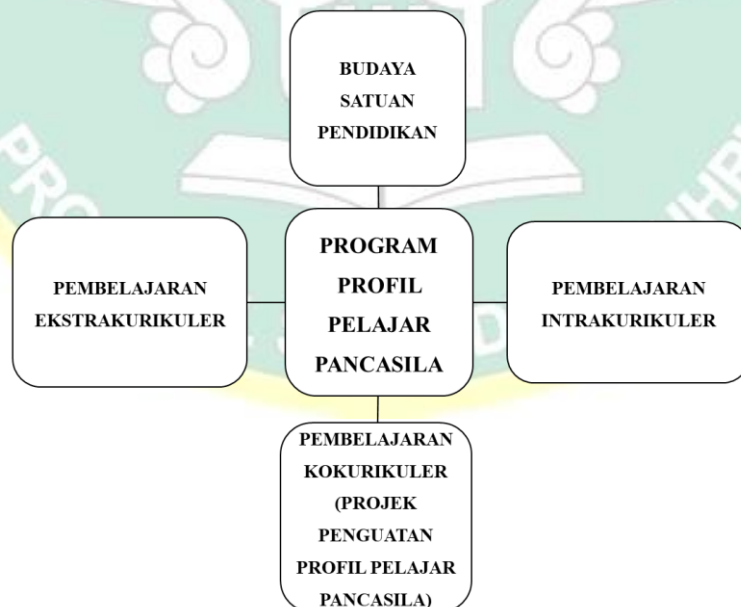 BUDAYA
SATUAN
PENDIDIKAN
PEMBELAJARAN
EKSTRAKURIKULER
PROGRAM
PROFIL
PELAJAR
PANCASILA
PEMBELAJARAN
INTRAKURIKULER
PEMBELAJARAN
KOKURIKULER
(PROJEK
PENGUATAN
PROFIL PELAJAR
PANCASILA)